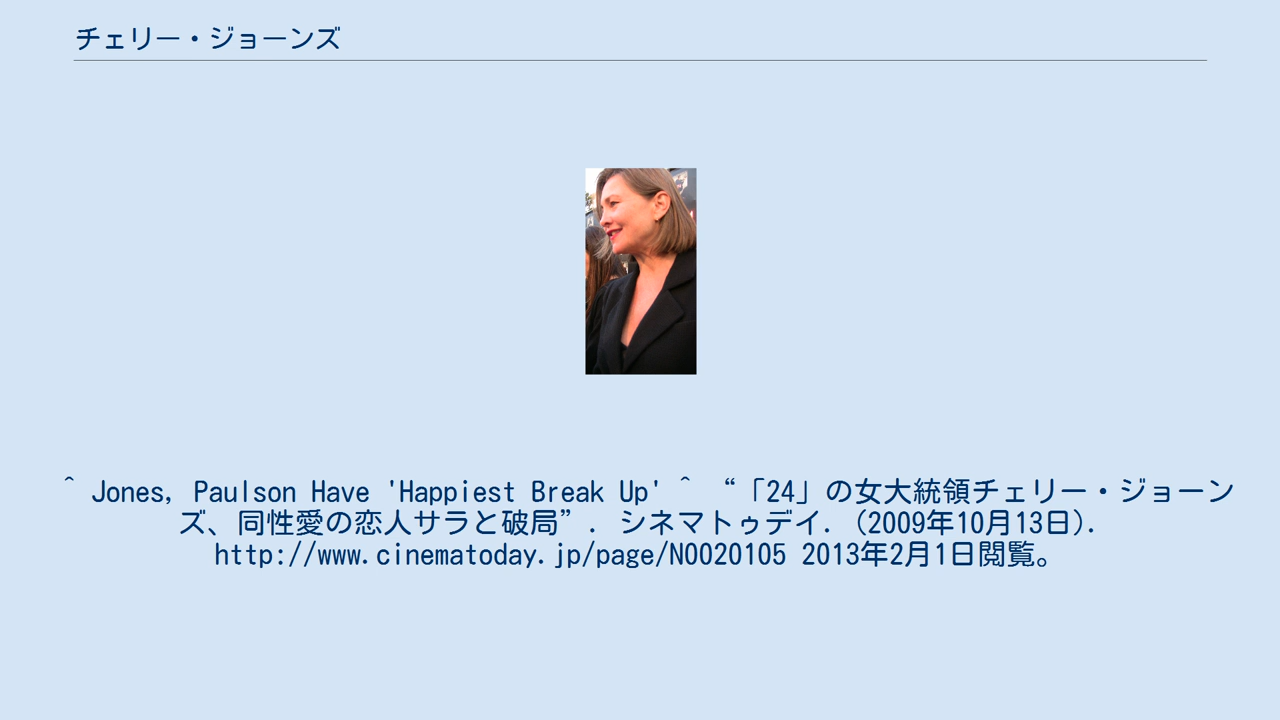 チェリー・ジョーンズ
^ Jones, Paulson Have 'Happiest Break Up' ^ “「24」の女大統領チェリー・ジョーン
ズ、同性愛の恋人サラと破局”. シネマトゥデイ. (2009年10月13日).
http://www.cinematoday.jp/page/N0020105 2013年2月1日閲覧。